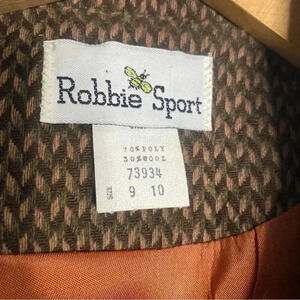 Robbie Sport
70%POLY
30%WOOL
73934
SIZE 9 10